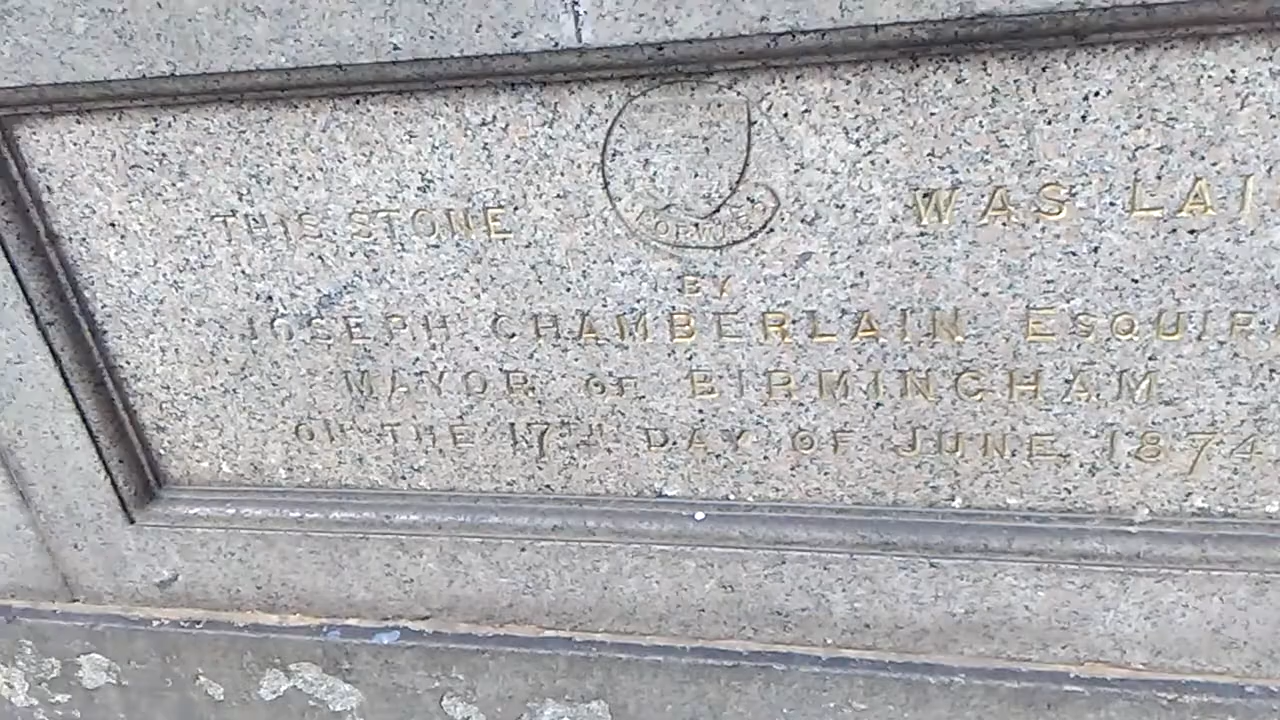 THIS STONE WAS LAI
FORWARD
BY
JOSEPH CHAMBERLAIN ESQUIR
MAYOR OF BIRMINGHAM
ON THE 17TH DAY OF JUNE 1874